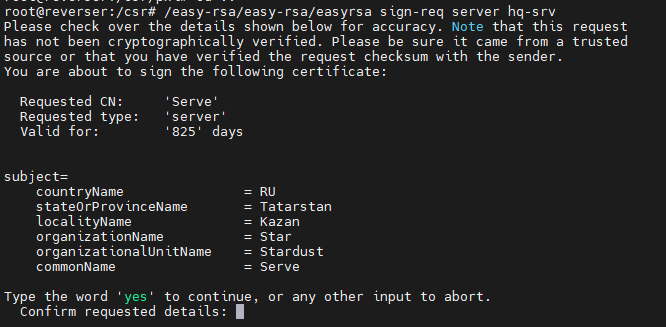 root@reverser:/csr# /easy-rsa/easy-rsa/easyrsa sign-req server hq-srv
Please check over the details shown below for accuracy. Note that this request
has not been cryptographically verified. Please be sure it came from a trusted
source or that you have verified the request checksum with the sender.
You are about to sign the following certificate:
Requested CN: 'Serve'
Requested type: 'server'
Valid for: '825' days
subject=
countryName = RU
stateOrProvinceName = Tatarstan
localityName = Kazan
organizationName = Star
organizationalUnitName = Stardust
commonName = Serve
Type the word 'yes' to continue, or any other input to abort.
Confirm requested details: